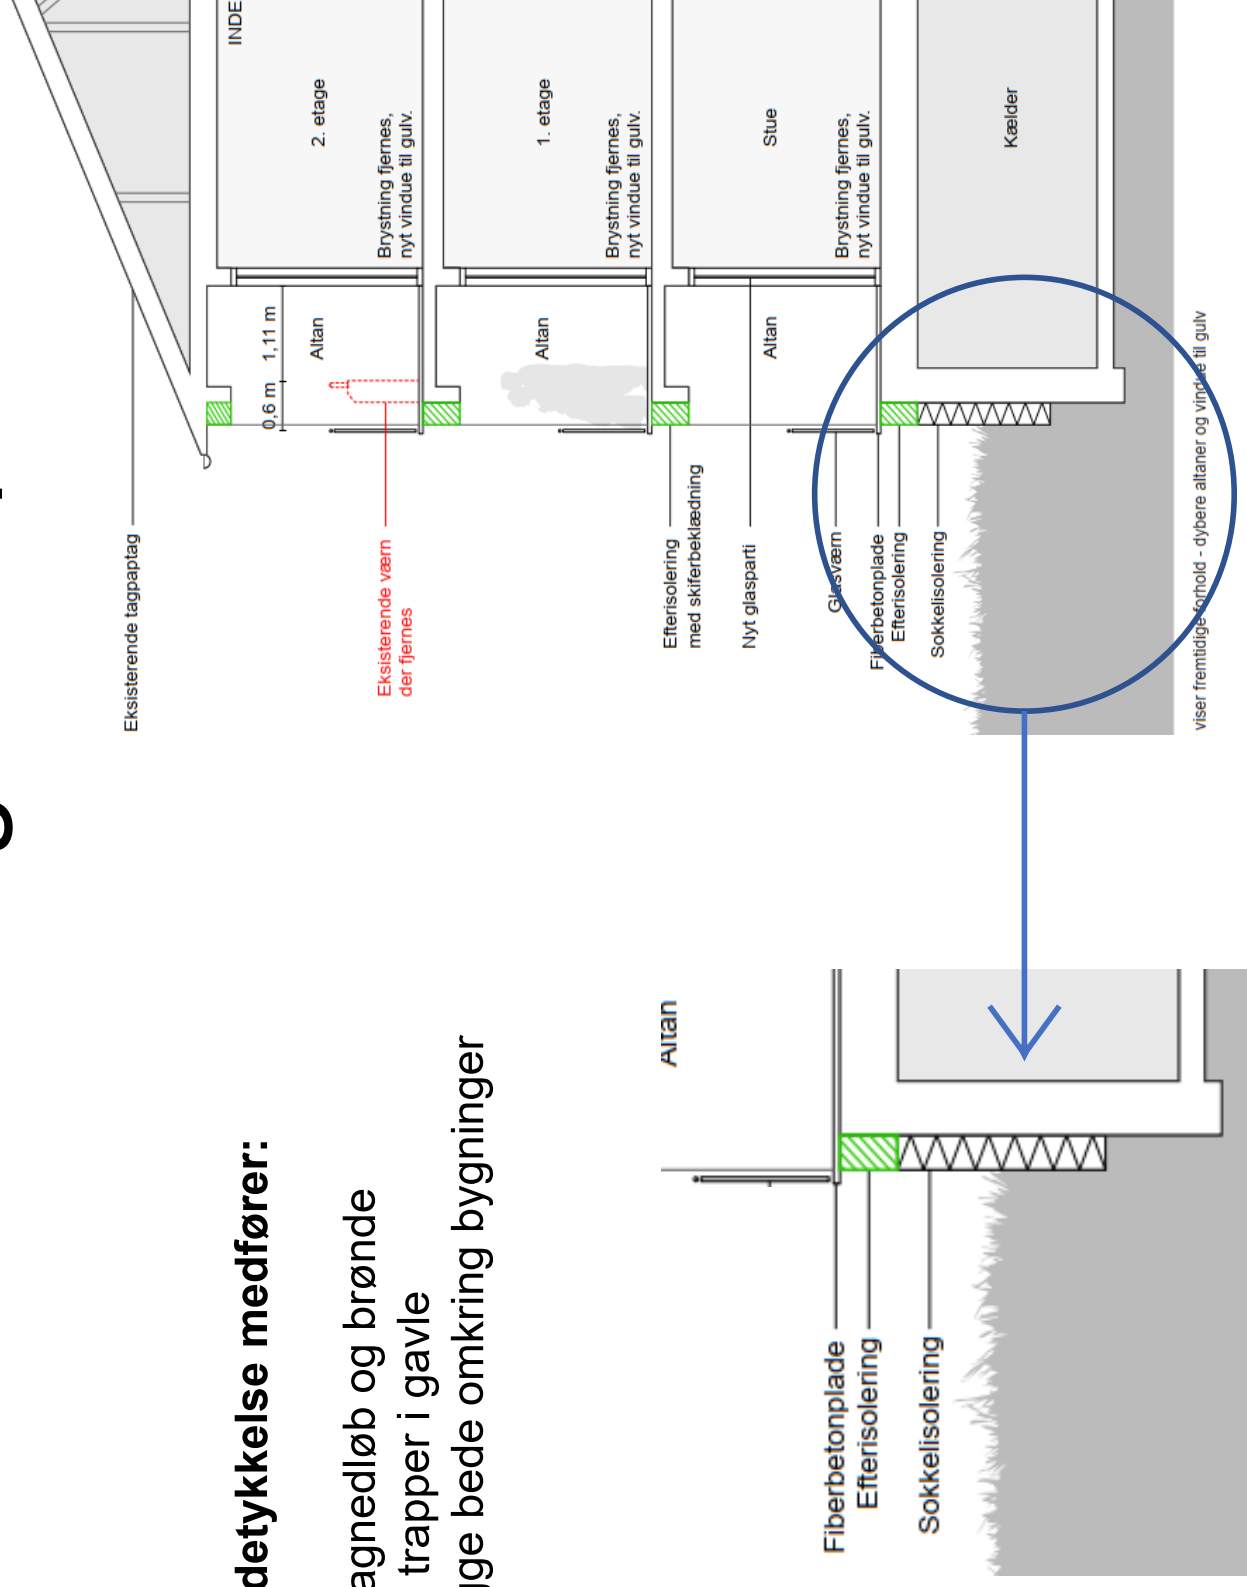 detykkelse medfører:
agnedløb og brønde
trapper i gavle
gge bede omkring bygninger
Eksisterende tagpaptag
Eksisterende værn
der fjernes
Efterisolering
med skiferbeklædning
Nyt glasparti
Glasværn
Fiberbetonplade
Efterisolering
Sokkelisolering
0,6 m
1,11 m
INDE
2. etage
Altan
Brystning fjernes,
nyt vindue til gulv.
1. etage
Altan
Brystning fjernes,
nyt vindue til gulv.
Stue
Altan
Brystning fjernes,
nyt vindue til gulv.
Kælder
viser fremtidige forhold - dybere altaner og vindue til gulv
Altan
Fiberbetonplade
Efterisolering
Sokkelisolering